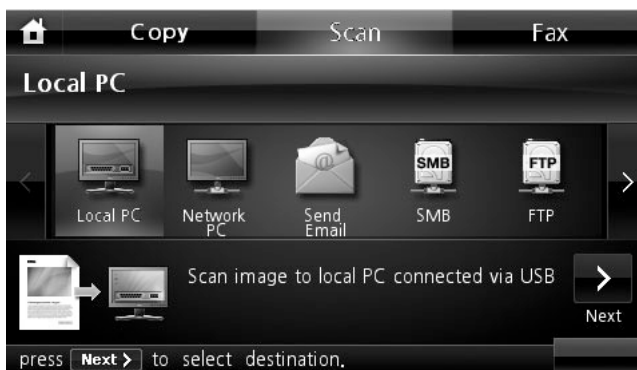 Copy Scan Fax
Local PC
Local PC Network PC Send Email SMB FTP
SMB FTP
Scan image to local PC connected via USB
Next
press Next > to select destination.